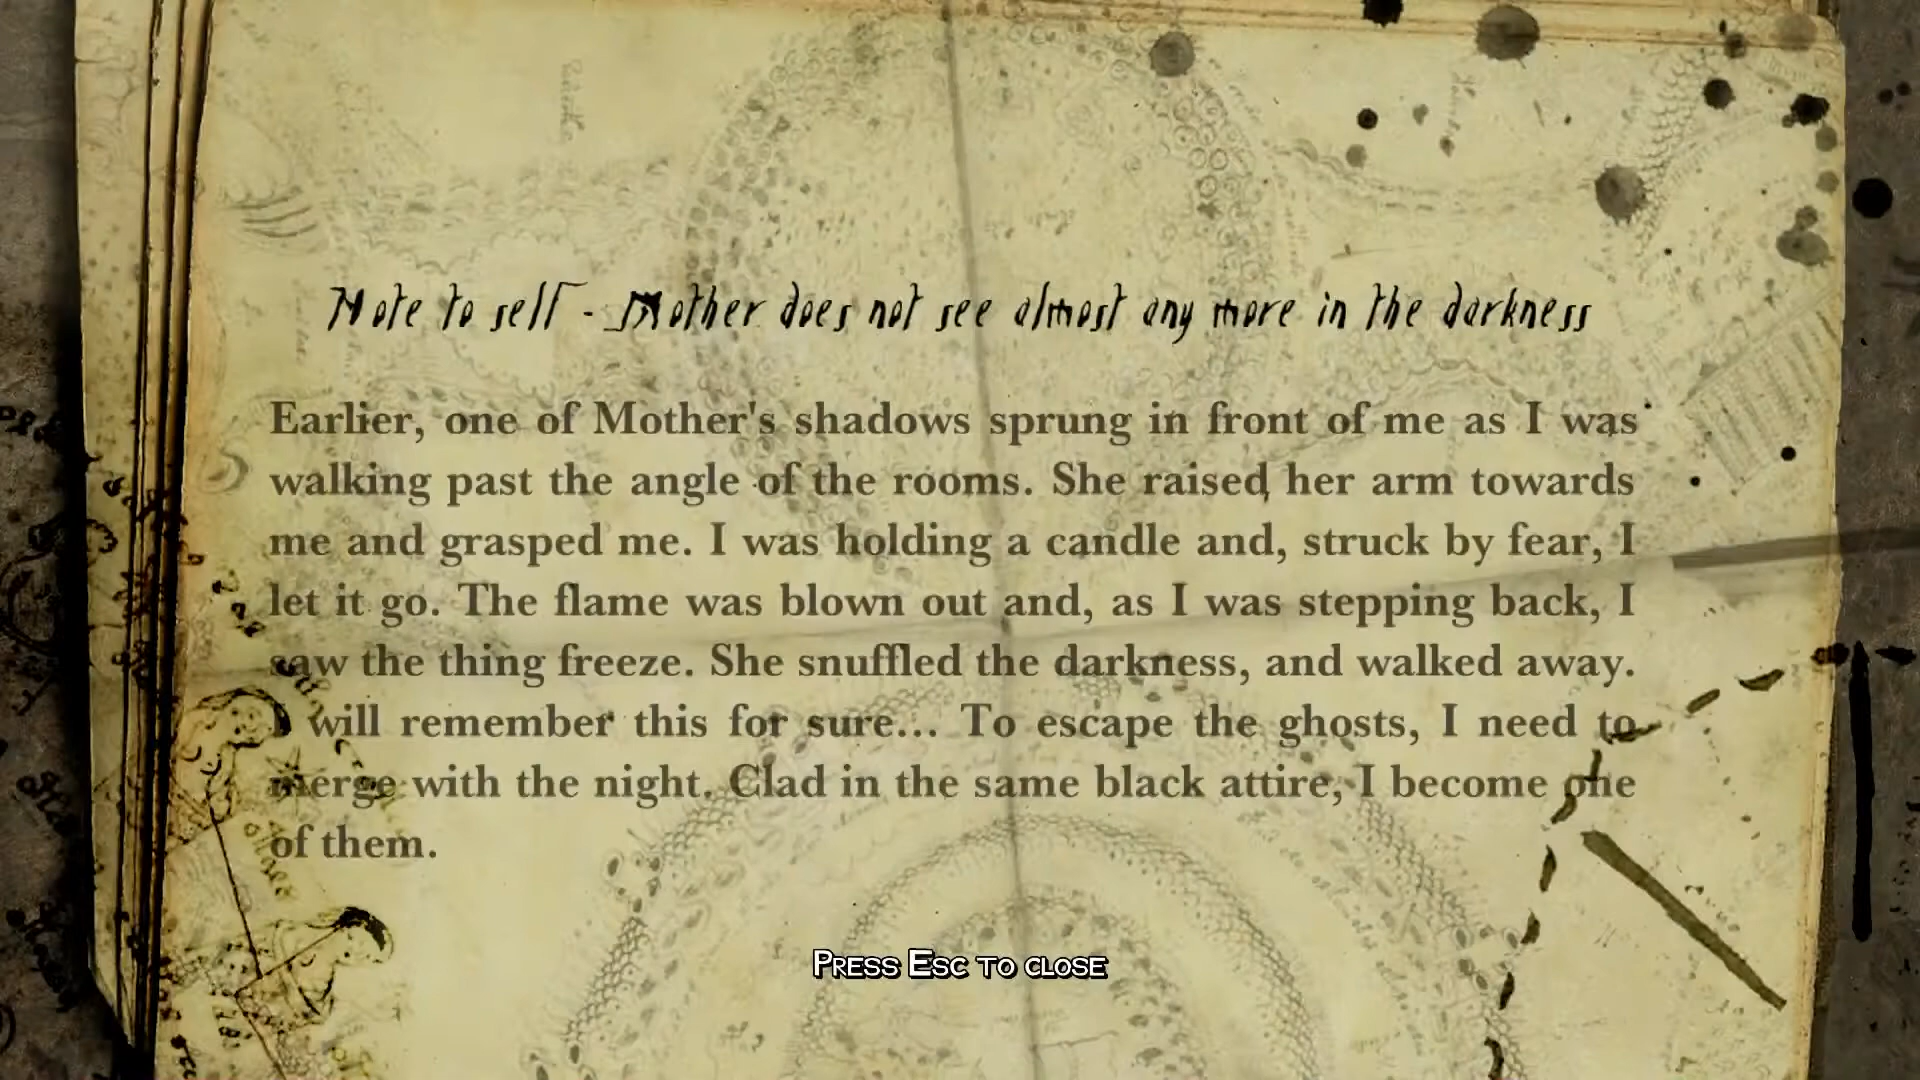 Note to self - Mother does not see almost any more in the darkness
Earlier, one of Mother's shadows sprung in front of me as I was
walking past the angle of the rooms. She raised her arm towards
me and grasped me. I was holding a candle and, struck by fear, I
let it go. The flame was blown out and, as I was stepping back, I
saw the thing freeze. She snuffled the darkness, and walked away.
I will remember this for sure... To escape the ghosts, I need to
merge with the night. Clad in the same black attire, I become one
of them.
PRESS ESC TO CLOSE